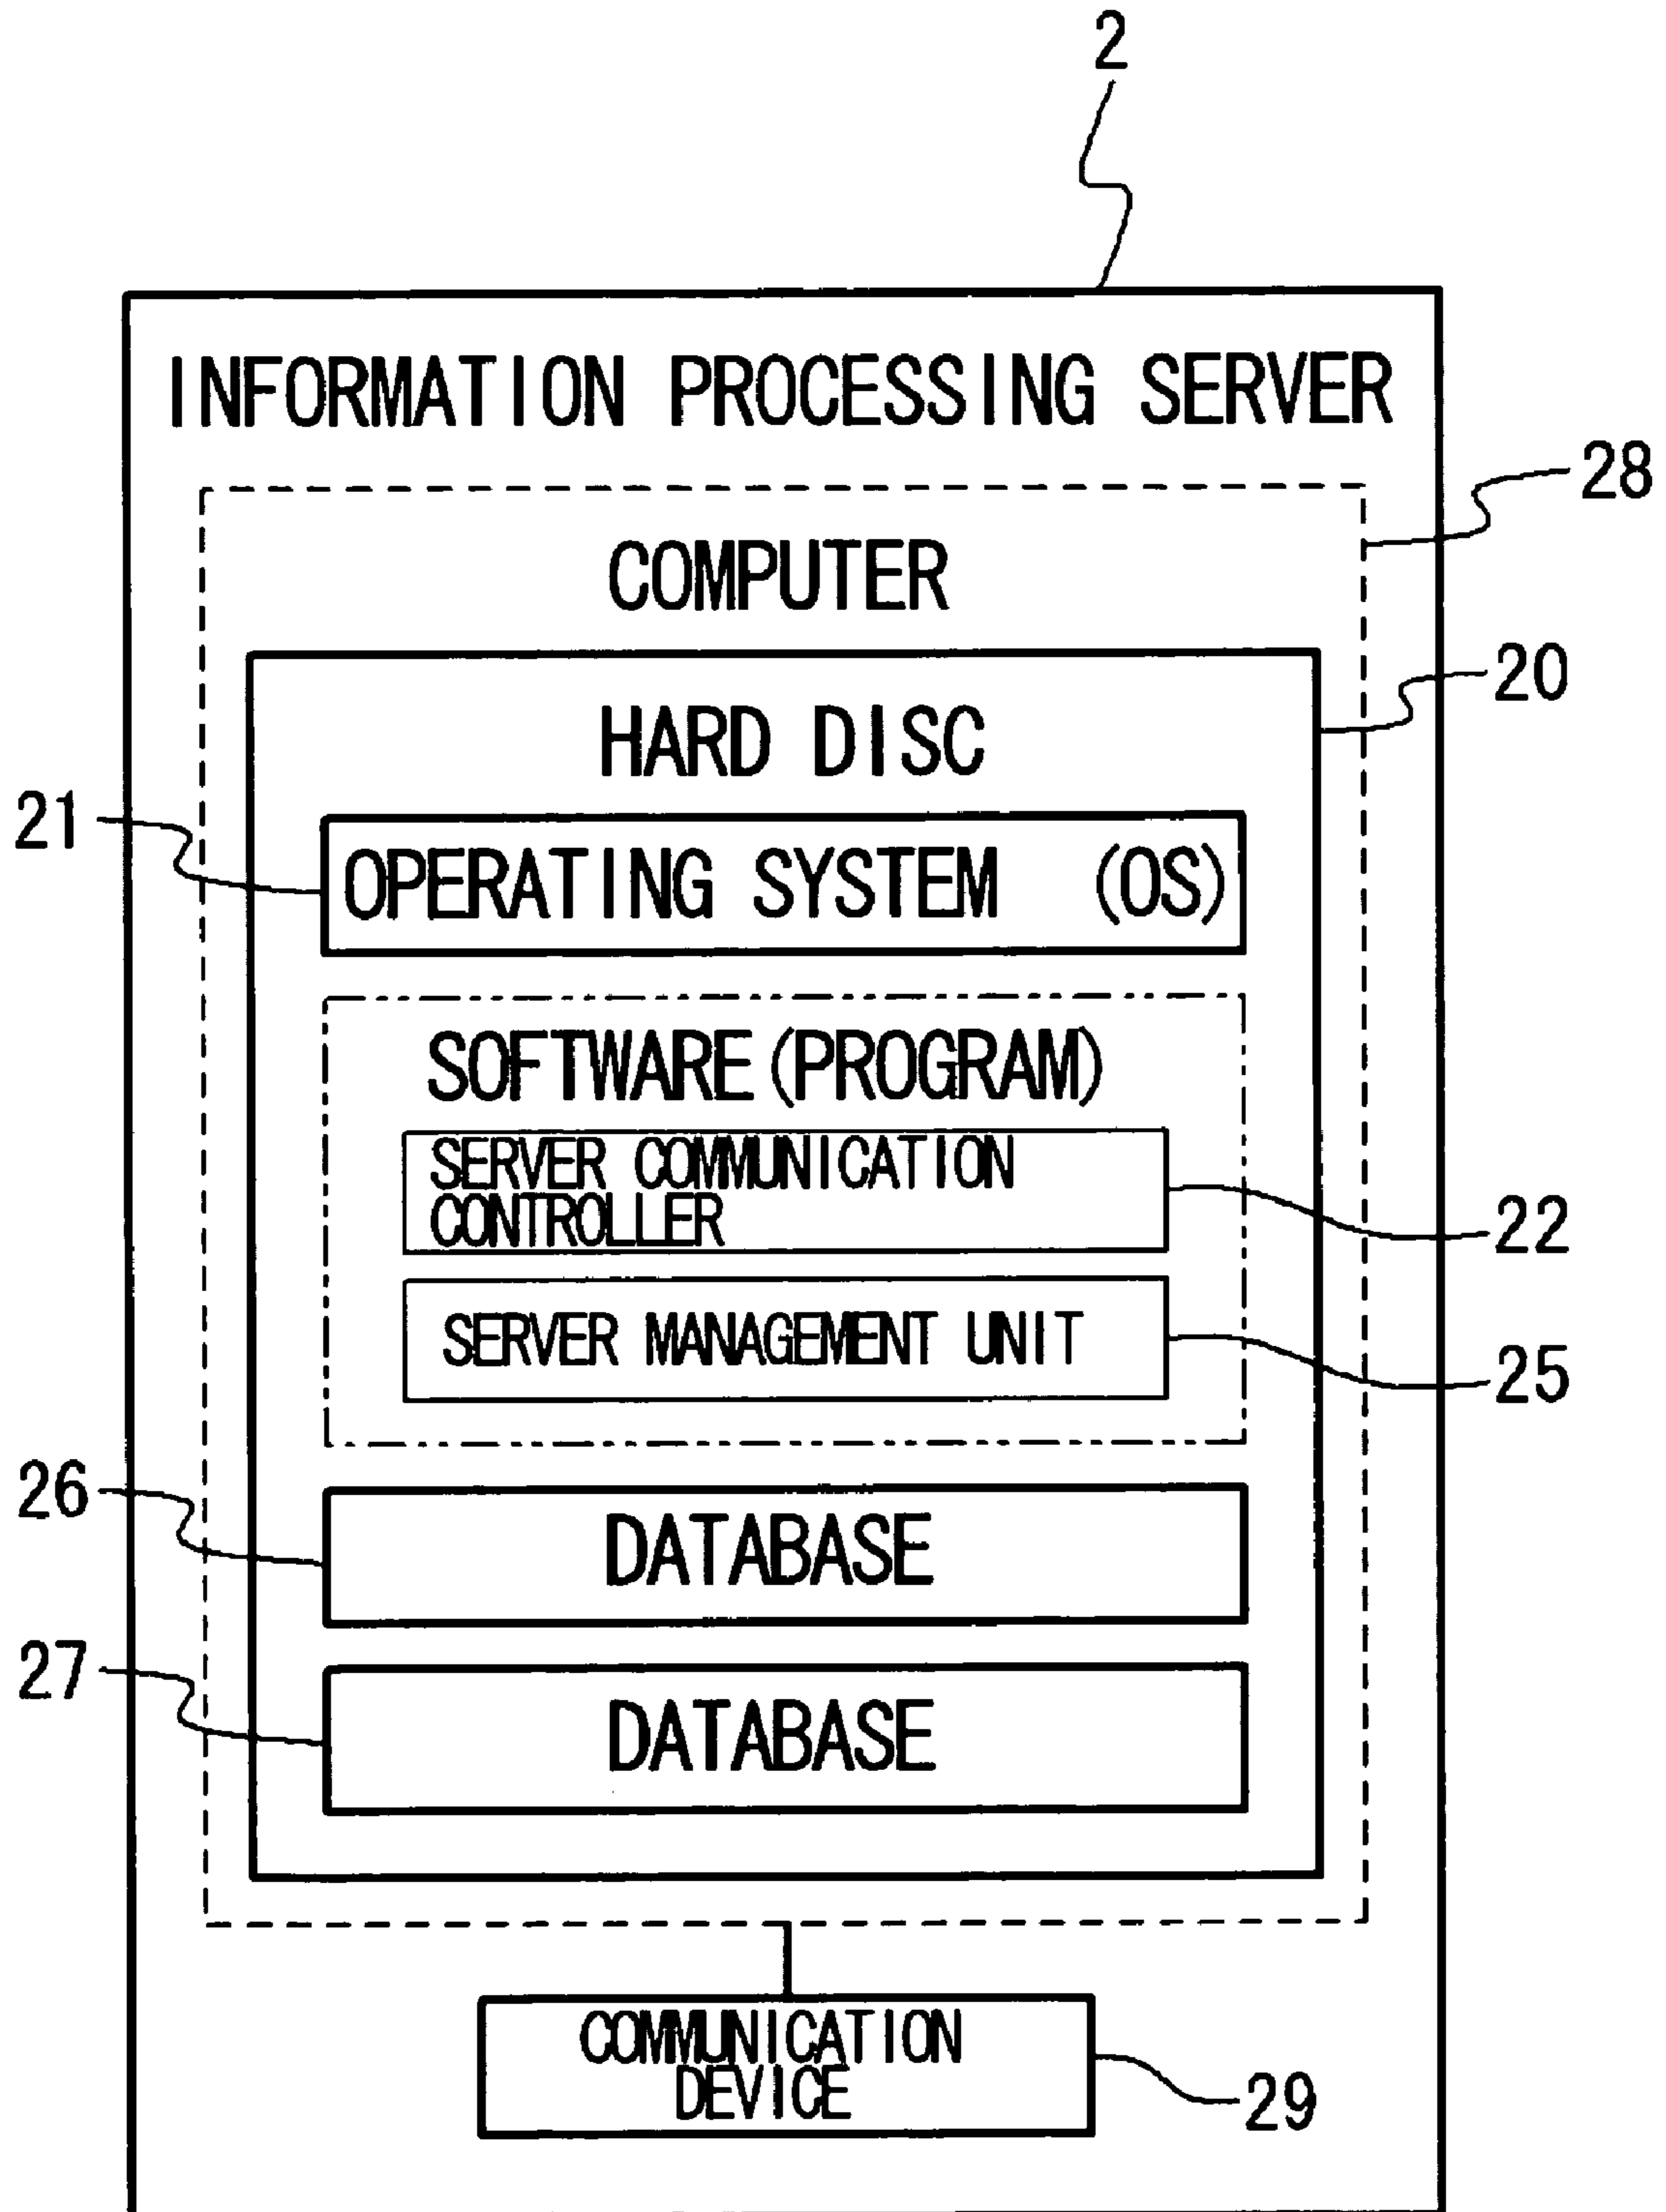 2
INFORMATION PROCESSING SERVER
28
COMPUTER
20
HARD DISC
21
OPERATING SYSTEM (OS)
SOFTWARE (PROGRAM)
SERVER COMMUNICATION
CONTROLLER
22
SERVER MANAGEMENT UNIT
25
26
DATABASE
27
DATABASE
COMMUNICATION
DEVICE
29